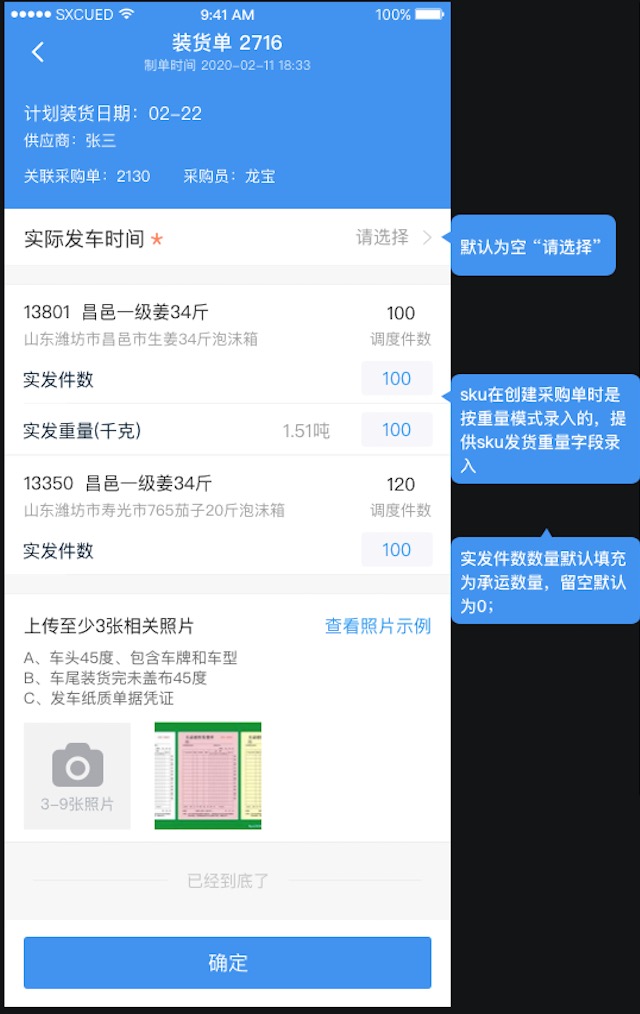 SXCUED 9:41 AM 100%
装货单 2716
制单时间 2020-02-11 18:33
计划装货日期：02-22
供应商：张三
关联采购单：2130 采购员：龙宝
实际发车时间 * 请选择
默认为空“请选择”
13801 昌邑一级姜34斤 100
山东潍坊市昌邑市生姜34斤泡沫箱 调度件数
实发件数 100
sku在创建采购单时是
按重量模式录入的，提
供sku发货重量字段录
入
实发重量(千克) 1.51吨 100
13350 昌邑一级姜34斤 120
山东潍坊市寿光市765茄子20斤泡沫箱 调度件数
实发件数 100
实发件数数量默认填充
为承运数量，留空默认
为0；
上传至少3张相关照片 查看照片示例
A、车头45度、包含车牌和车型
B、车尾装货完未盖布45度
C、发车纸质单据凭证
3-9张照片
已经到底了
确定